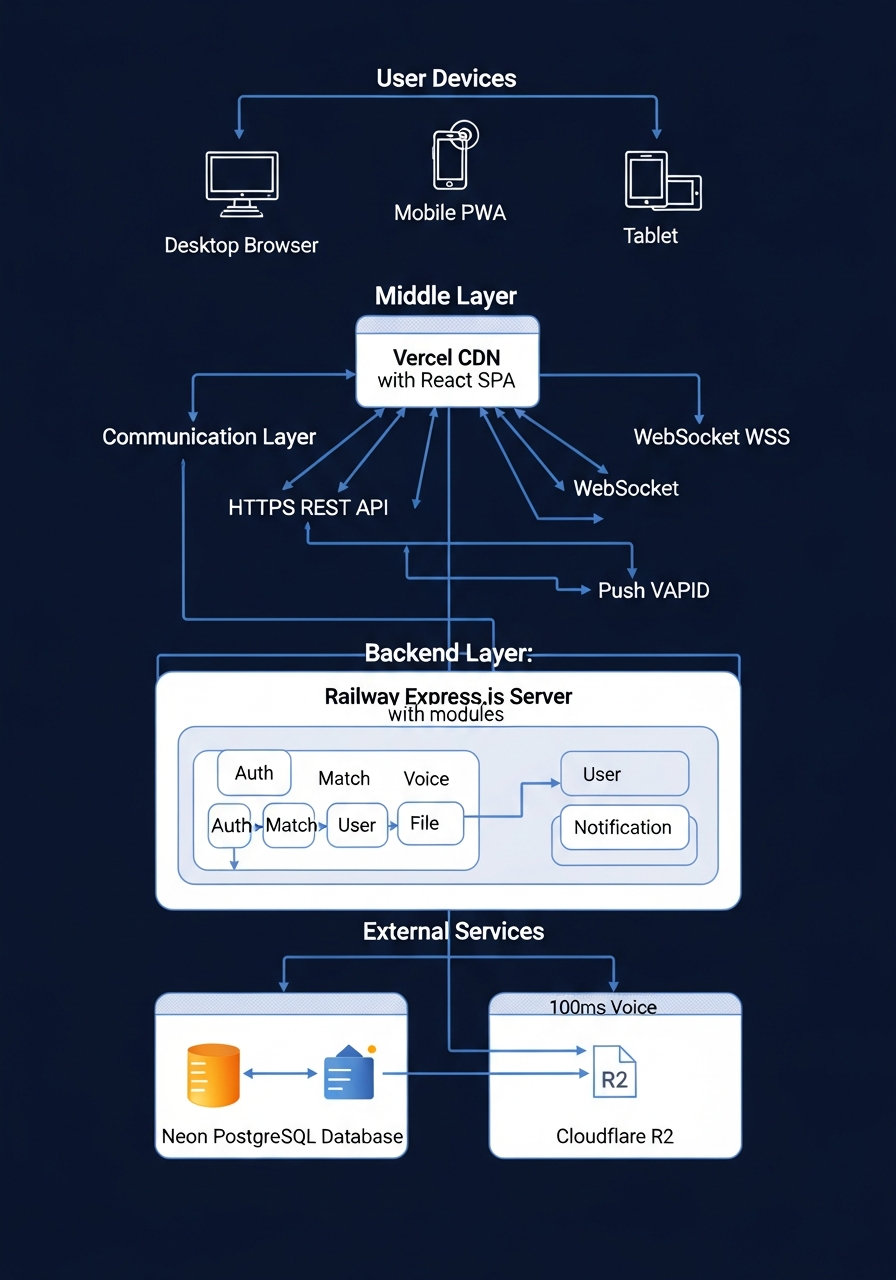 User Devices
Mobile PWA
Desktop Browser
Tablet
Middle Layer
Vercel CDN
with React SPA
Communication Layer
WebSocket WSS
WebSocket
HTTPS REST API
Push VAPID
Backend Layer:
Railway Express.js Server
with modules
Auth
Match
Voice
User
Auth
Match
User
File
Notification
External Services
100ms Voice
R2
Neon PostgreSQL Database
Cloudflare R2